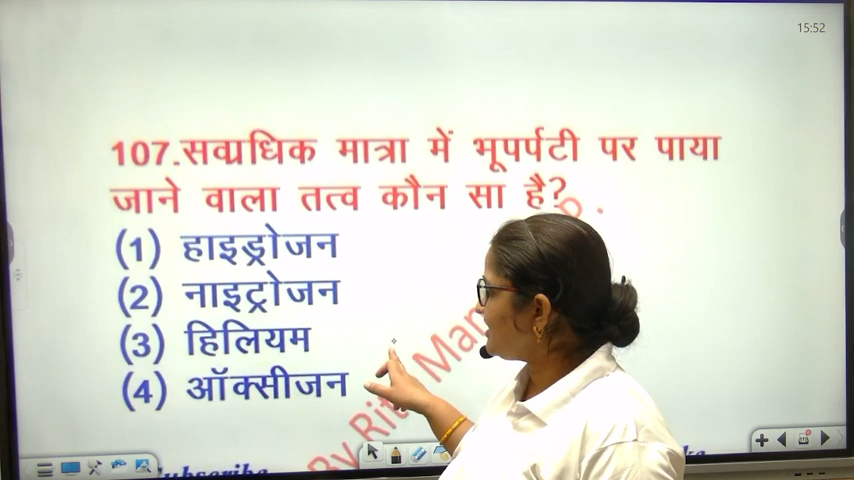 15:52
107.सर्वाधिक मात्रा में भूपर्पटी पर पाया
जाने वाला तत्व कौन सा है?
(1) हाइड्रोजन
(2) नाइट्रोजन
(3) हिलियम
(4) ऑक्सीजन
By